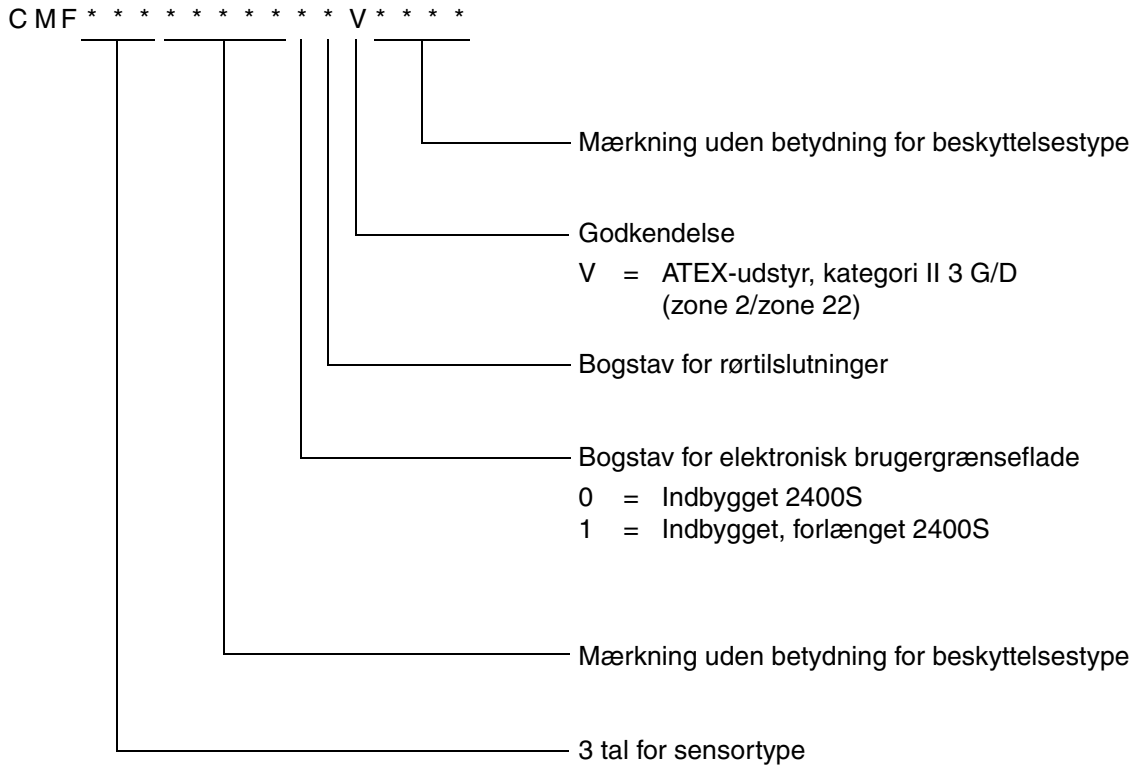 C M F * * * * * * * * * * V * * * *
Mærkning uden betydning for beskyttelsestype
Godkendelse
V = ATEX-udstyr, kategori II 3 G/D
(zone 2/zone 22)
Bogstav for rørtilslutninger
Bogstav for elektronisk brugergrænseflade
0 = Indbygget 2400S
1 = Indbygget, forlænget 2400S
Mærkning uden betydning for beskyttelsestype
3 tal for sensortype